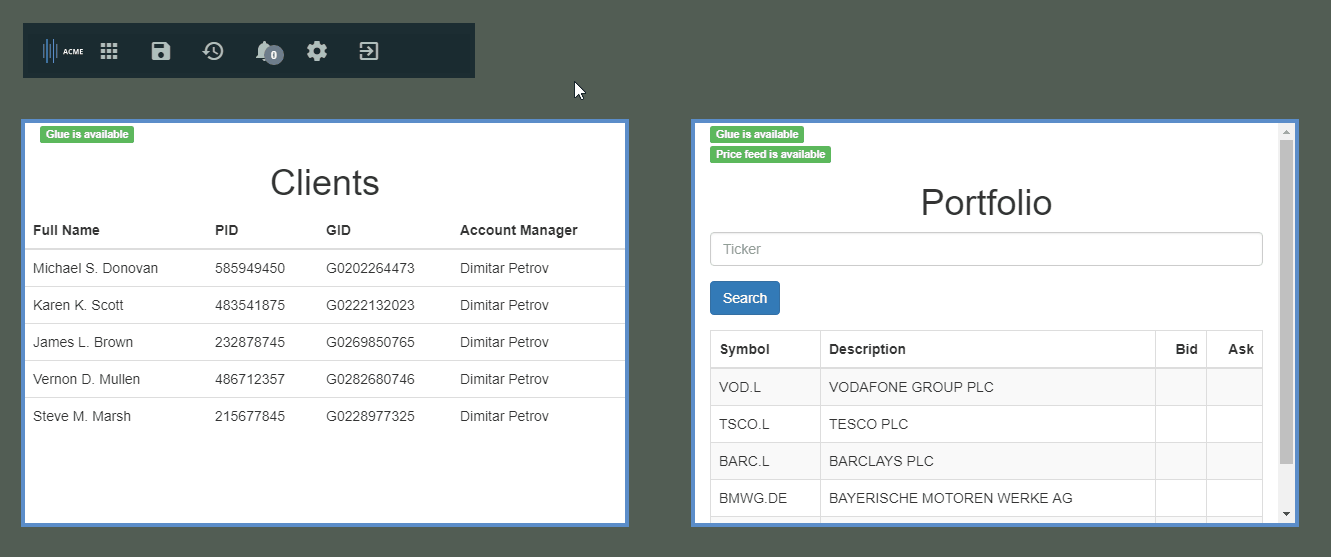 ACME
0
Glue is available
Clients
Full Name PID GID Account Manager
Michael S. Donovan 585949450 G0202264473 Dimitar Petrov
Karen K. Scott 483541875 G0222132023 Dimitar Petrov
James L. Brown 232878745 G0269850765 Dimitar Petrov
Vernon D. Mullen 486712357 G0282680746 Dimitar Petrov
Steve M. Marsh 215677845 G0228977325 Dimitar Petrov
Glue is available
Price feed is available
Portfolio
Ticker
Search
Symbol Description Bid Ask
VOD.L VODAFONE GROUP PLC
TSCO.L TESCO PLC
BARC.L BARCLAYS PLC
BMWG.DE BAYERISCHE MOTOREN WERKE AG